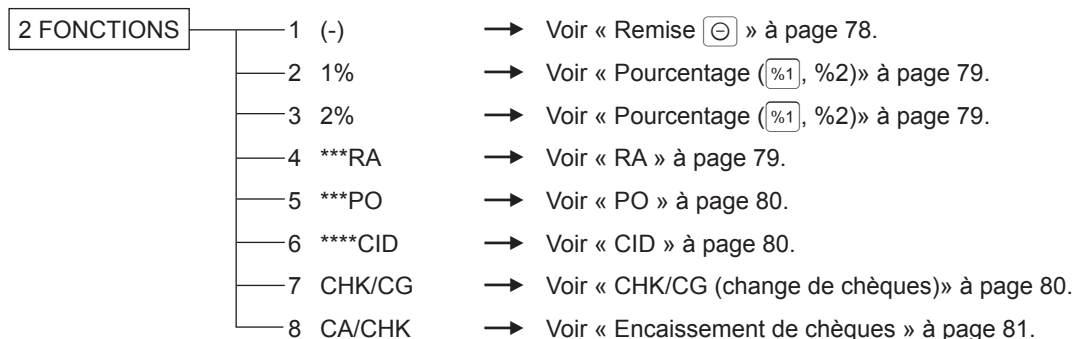 2 FONCTIONS 1 (-) Voir « Remise ⊖ » à page 78.
2 1% Voir « Pourcentage (%1, %2)» à page 79.
3 2% Voir « Pourcentage (%1, %2)» à page 79.
4 ***RA Voir « RA » à page 79.
5 ***PO Voir « PO » à page 80.
6 ****CID Voir « CID » à page 80.
7 CHK/CG Voir « CHK/CG (change de chèques)» à page 80.
8 CA/CHK Voir « Encaissement de chèques » à page 81.